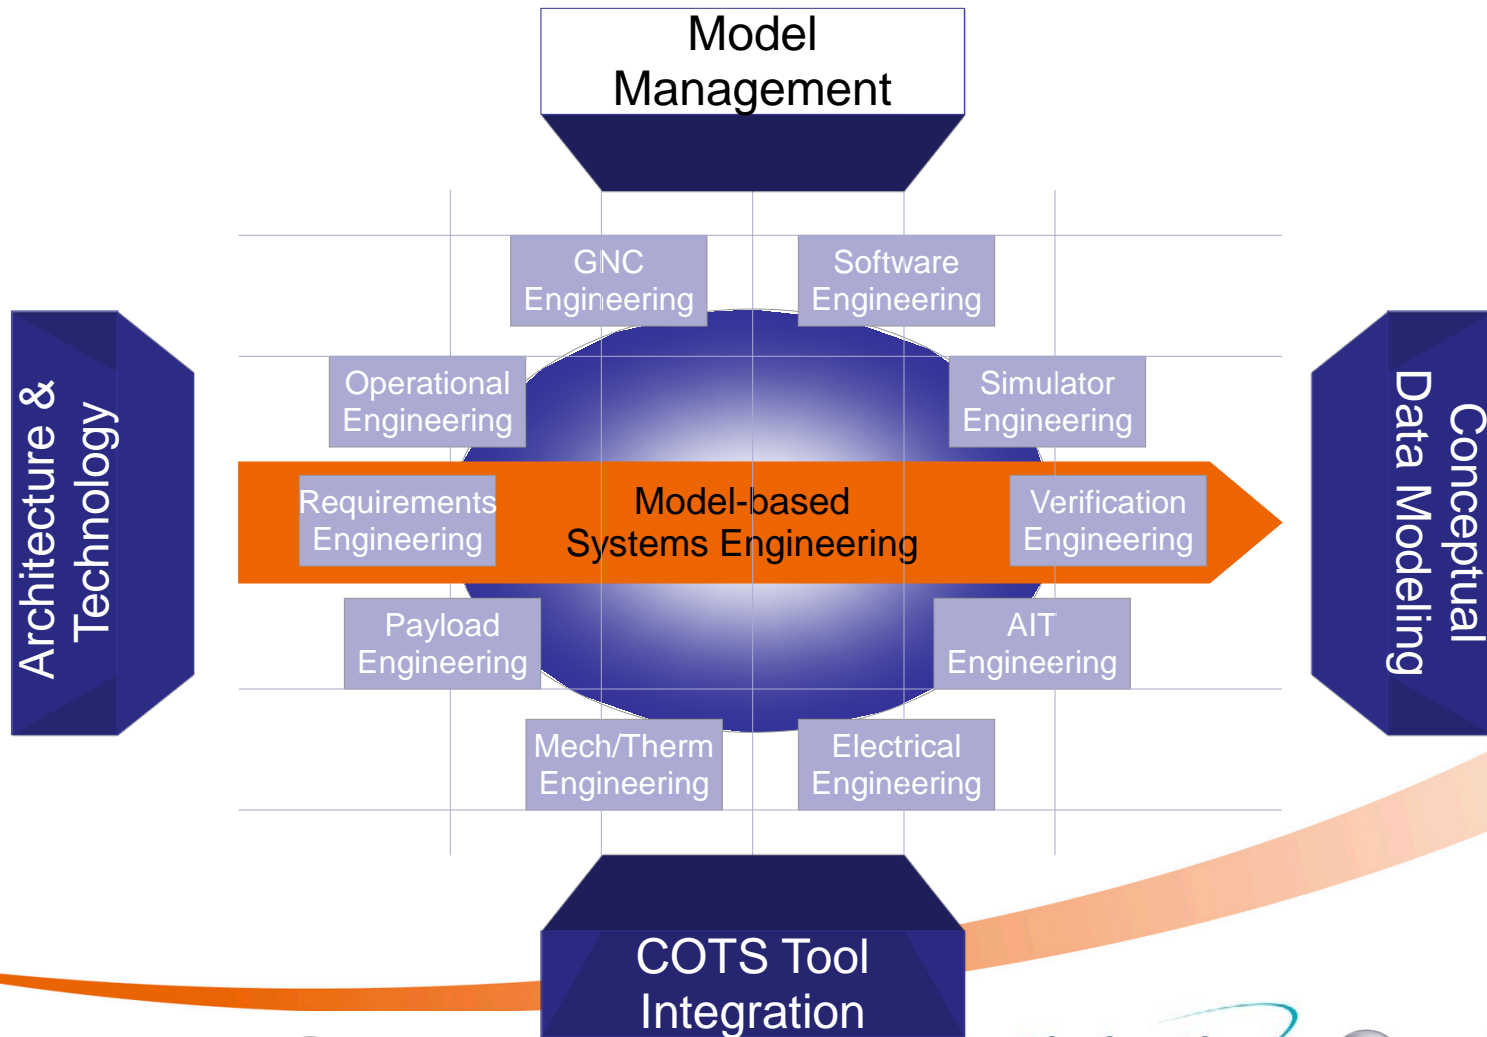 Model
Management
GNC
Engineering
Software
Engineering
Operational
Engineering
Simulator
Engineering
Architecture &
Technology
Conceptual
Data Modeling
Requirements
Engineering
Model-based
Systems Engineering
Verification
Engineering
Payload
Engineering
AIT
Engineering
Mech/Therm
Engineering
Electrical
Engineering
COTS Tool
Integration